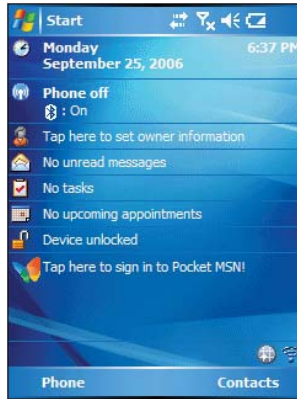 Start
Monday 6:37 PM
September 25, 2006
Phone off
: On
Tap here to set owner information
No unread messages
No tasks
No upcoming appointments
Device unlocked
Tap here to sign in to Pocket MSN!
Phone Contacts